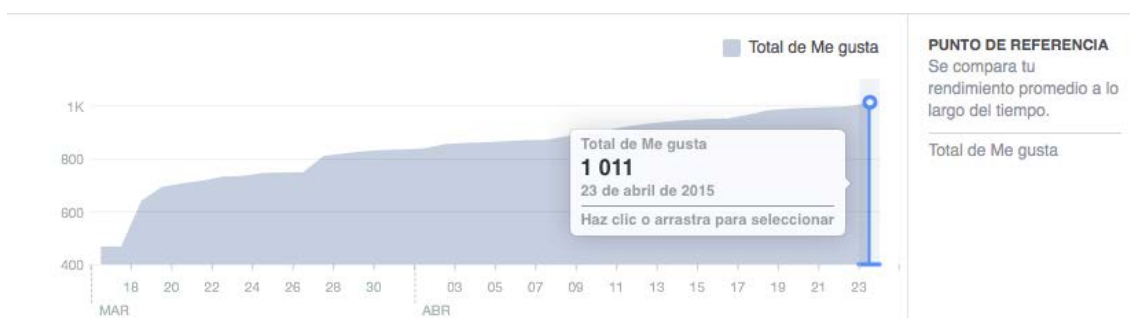 Total de Me gusta
1K
800
600
400
18 20 22 24 26 28 30 03 05 07 09 11 13 15 17 19 21 23
MAR ABR
Total de Me gusta
1 011
23 de abril de 2015
Haz clic o arrastra para seleccionar
PUNTO DE REFERENCIA
Se compara tu
rendimiento promedio a lo
largo del tiempo.
Total de Me gusta